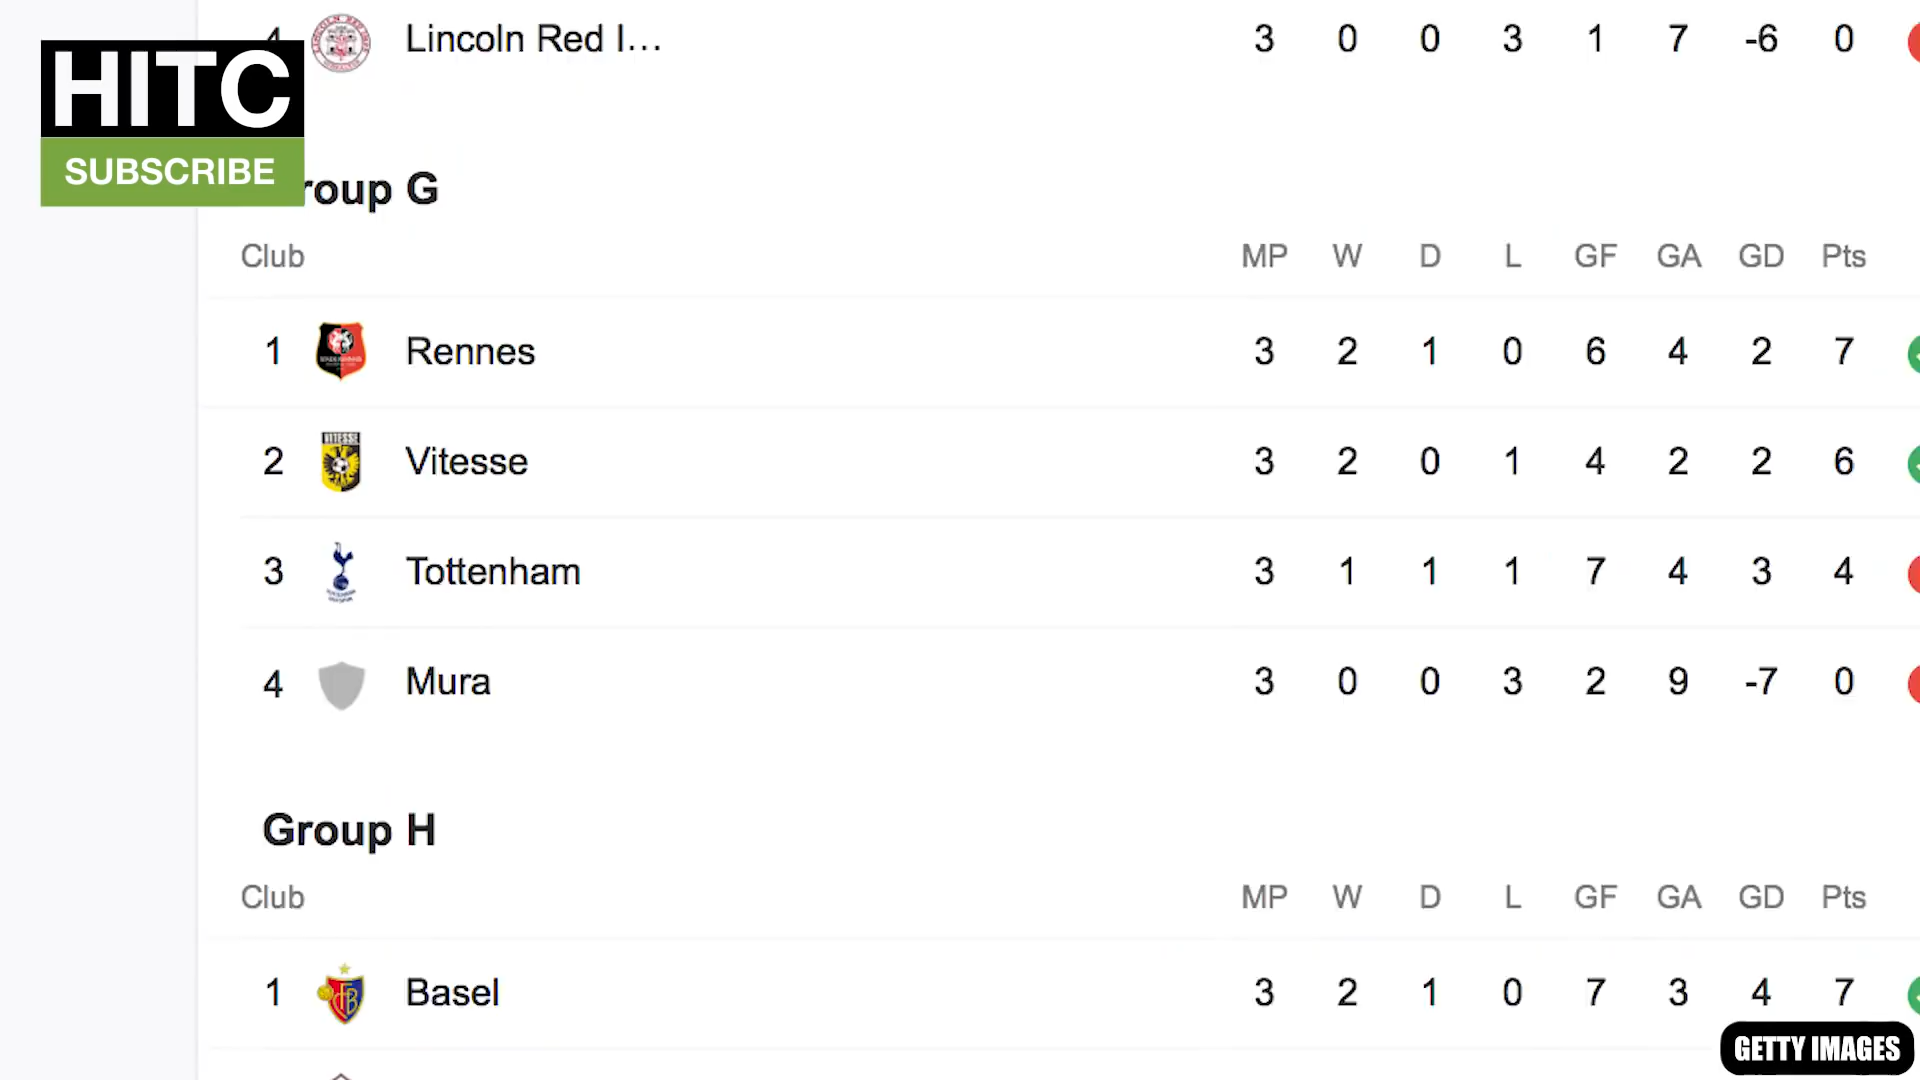 4 Lincoln Red I... 3 0 0 3 1 7 -6 0
HITC
SUBSCRIBE
roup G
Club MP W D L GF GA GD Pts
1 Rennes 3 2 1 0 6 4 2 7
2 VITESSE Vitesse 3 2 0 1 4 2 2 6
3 Tottenham 3 1 1 1 7 4 3 4
4 Mura 3 0 0 3 2 9 -7 0
Group H
Club MP W D L GF GA GD Pts
1 FCB Basel 3 2 1 0 7 3 4 7
GETTY IMAGES